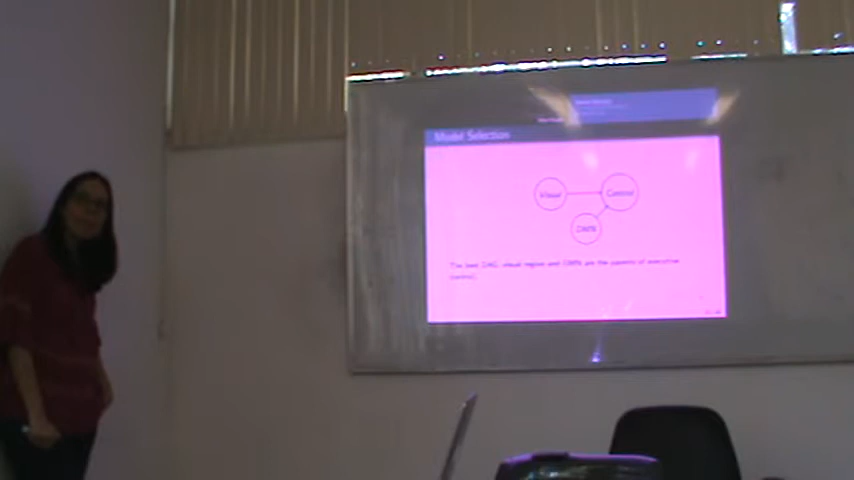 Model Selection
Visual
Control
DMN
The best DAG, visual region and DMN are the parents of executive
control.